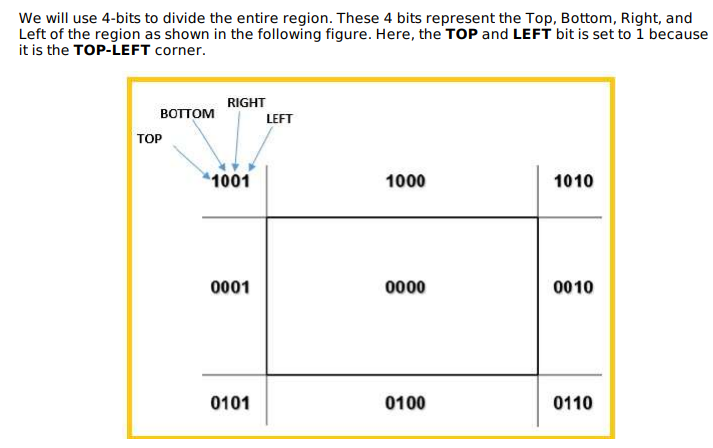 We will use 4-bits to divide the entire region. These 4 bits represent the Top, Bottom, Right, and
Left of the region as shown in the following figure. Here, the TOP and LEFT bit is set to 1 because
it is the TOP-LEFT corner.
RIGHT
BOTTOM
LEFT
TOP
1001 1000 1010
0001 0000 0010
0101 0100 0110